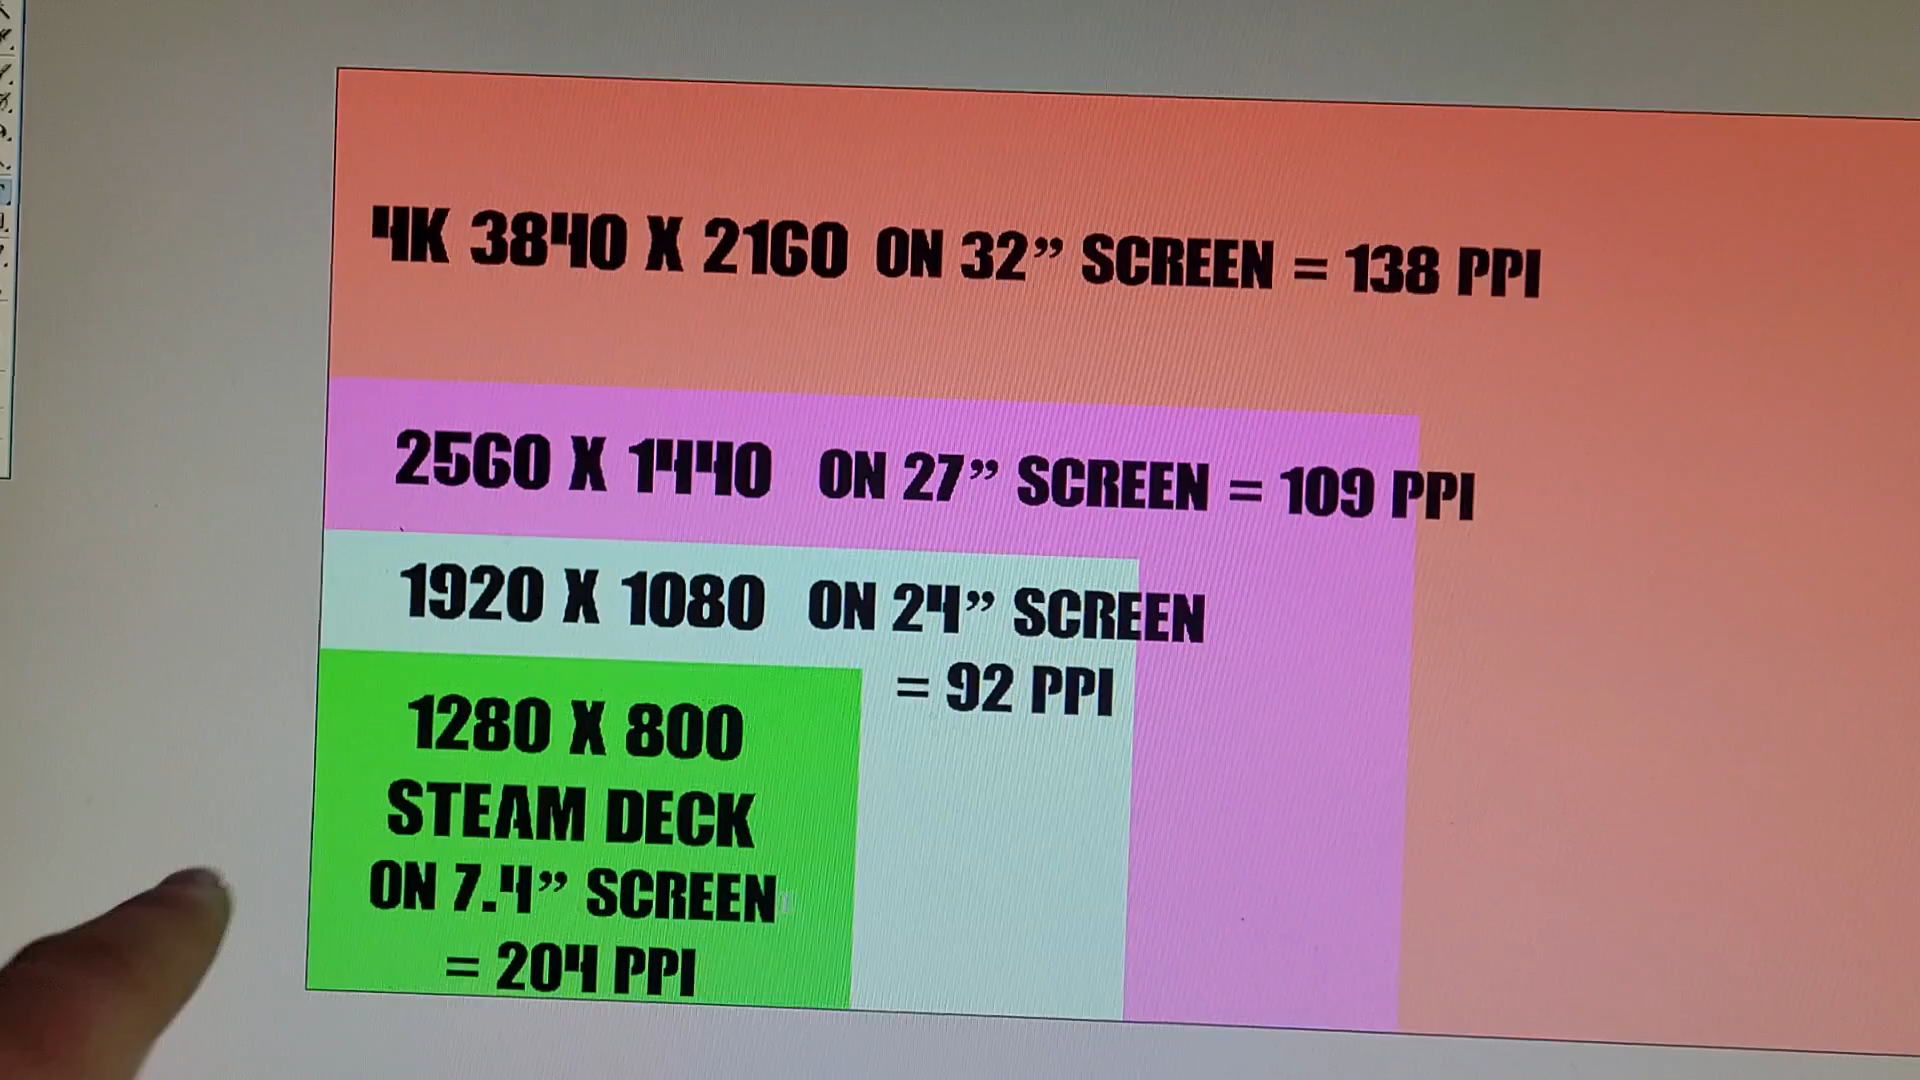 4K 3840 X 2160 ON 32” SCREEN = 138 PPI
2560 X 1440 ON 27” SCREEN = 109 PPI
1920 X 1080 ON 24” SCREEN
= 92 PPI
1280 X 800
STEAM DECK
ON 7.4” SCREEN
= 204 PPI